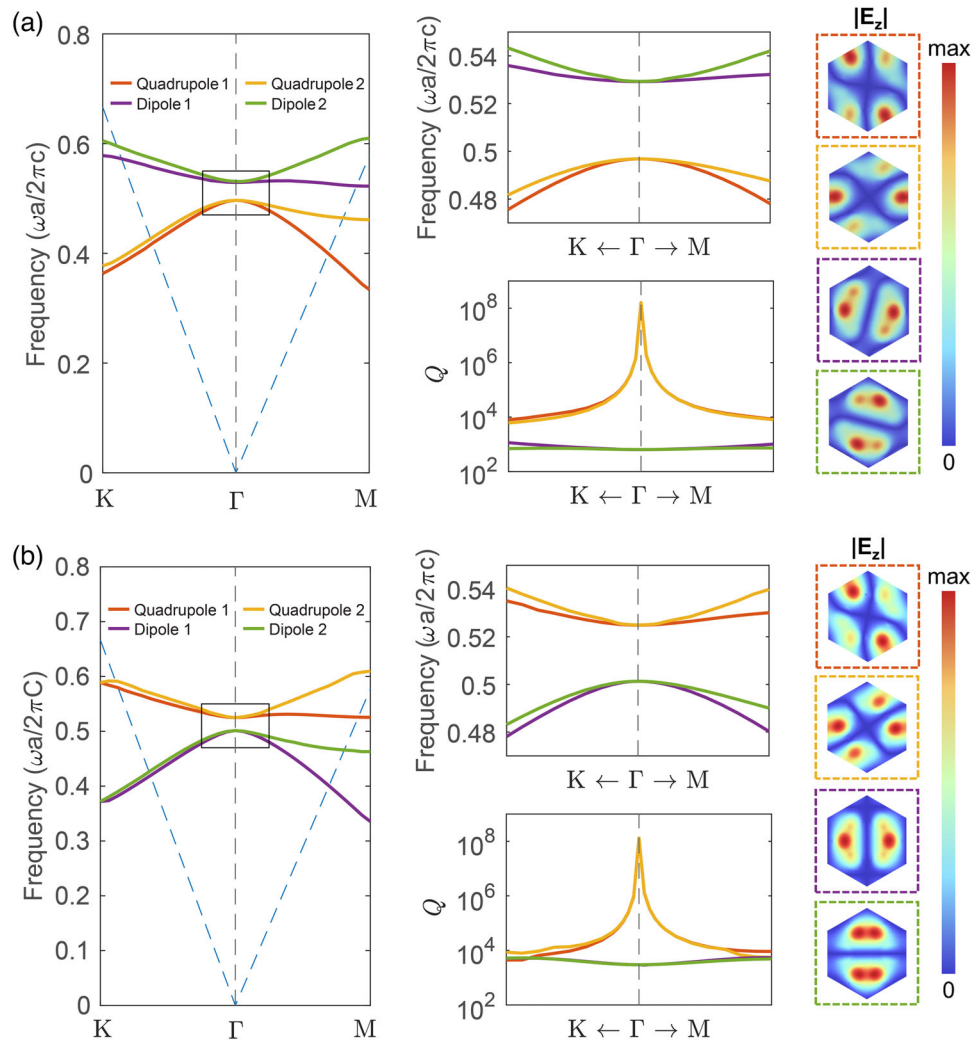 (a)
Frequency (ωa/2πc)
0.8
0.6
0.4
0.2
0
Quadrupole 1
Quadrupole 2
Dipole 1
Dipole 2
K
Γ
M
Frequency (ωa/2πc)
0.54
0.52
0.5
0.48
K ← Γ → M
Q
10^8
10^6
10^4
10^2
K ← Γ → M
|E_z|
max
0
(b)
Frequency (ωa/2πC)
0.8
0.7
0.6
0.5
0.4
0.3
0.2
0.1
0
Quadrupole 1
Quadrupole 2
Dipole 1
Dipole 2
K
Γ
M
Frequency (ωa/2πc)
0.54
0.52
0.5
0.48
K ← Γ → M
Q
10^8
10^6
10^4
10^2
K ← Γ → M
|E_z|
max
0